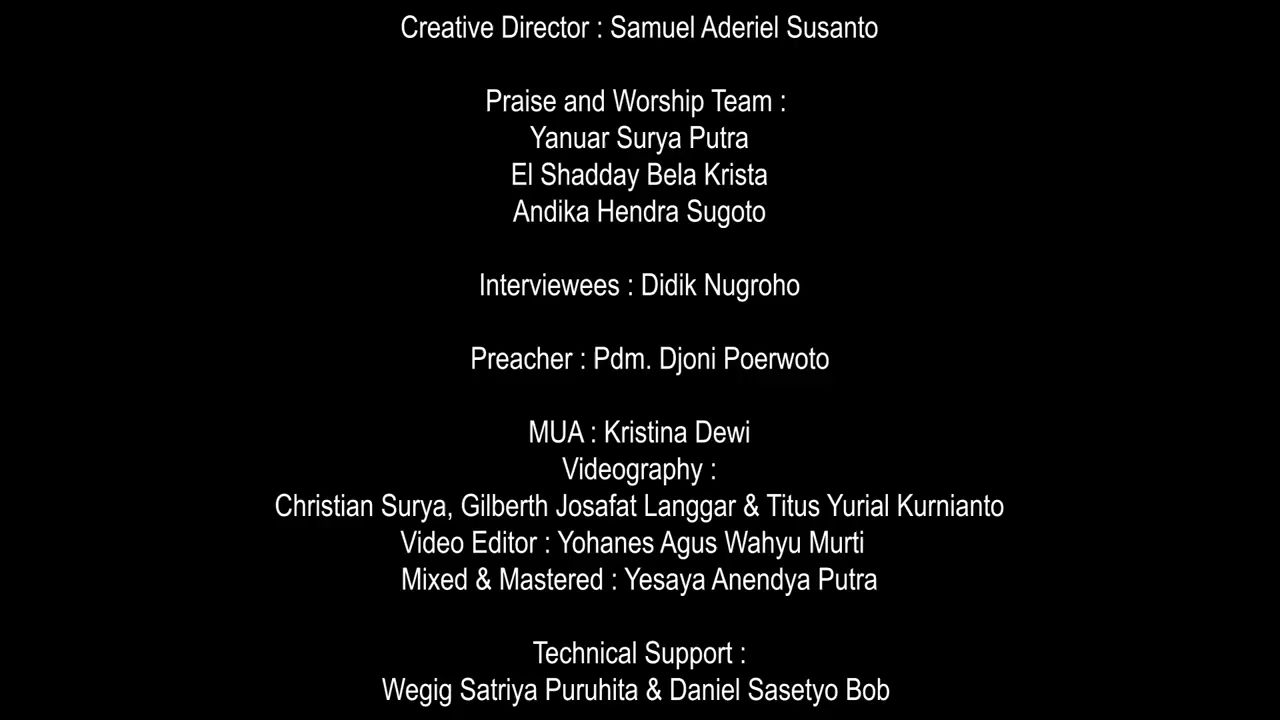 Creative Director : Samuel Aderiel Susanto
Praise and Worship Team :
Yanuar Surya Putra
El Shadday Bela Krista
Andika Hendra Sugoto
Interviewees : Didik Nugroho
Preacher : Pdm. Djoni Poerwoto
MUA : Kristina Dewi
Videography :
Christian Surya, Gilberth Josafat Langgar & Titus Yurial Kurnianto
Video Editor : Yohanes Agus Wahyu Murti
Mixed & Mastered : Yesaya Anendya Putra
Technical Support :
Wegig Satriya Puruhita & Daniel Sasetyo Bob